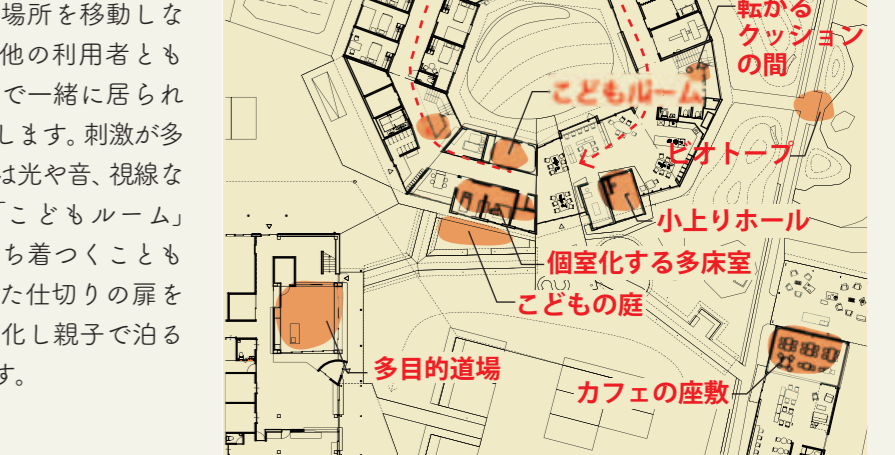 場所を移動しな
他の利用者とも
で一緒に居られ
します。刺激が多
は光や音、視線な
「こどもルーム」
ち着つくことも
た仕切りの扉を
化し親子で泊る
す。
転がる
クッション
の間
こどもルーム
ビオトープ
小上りホール
個室化する多床室
こどもの庭
多目的道場
カフェの座敷